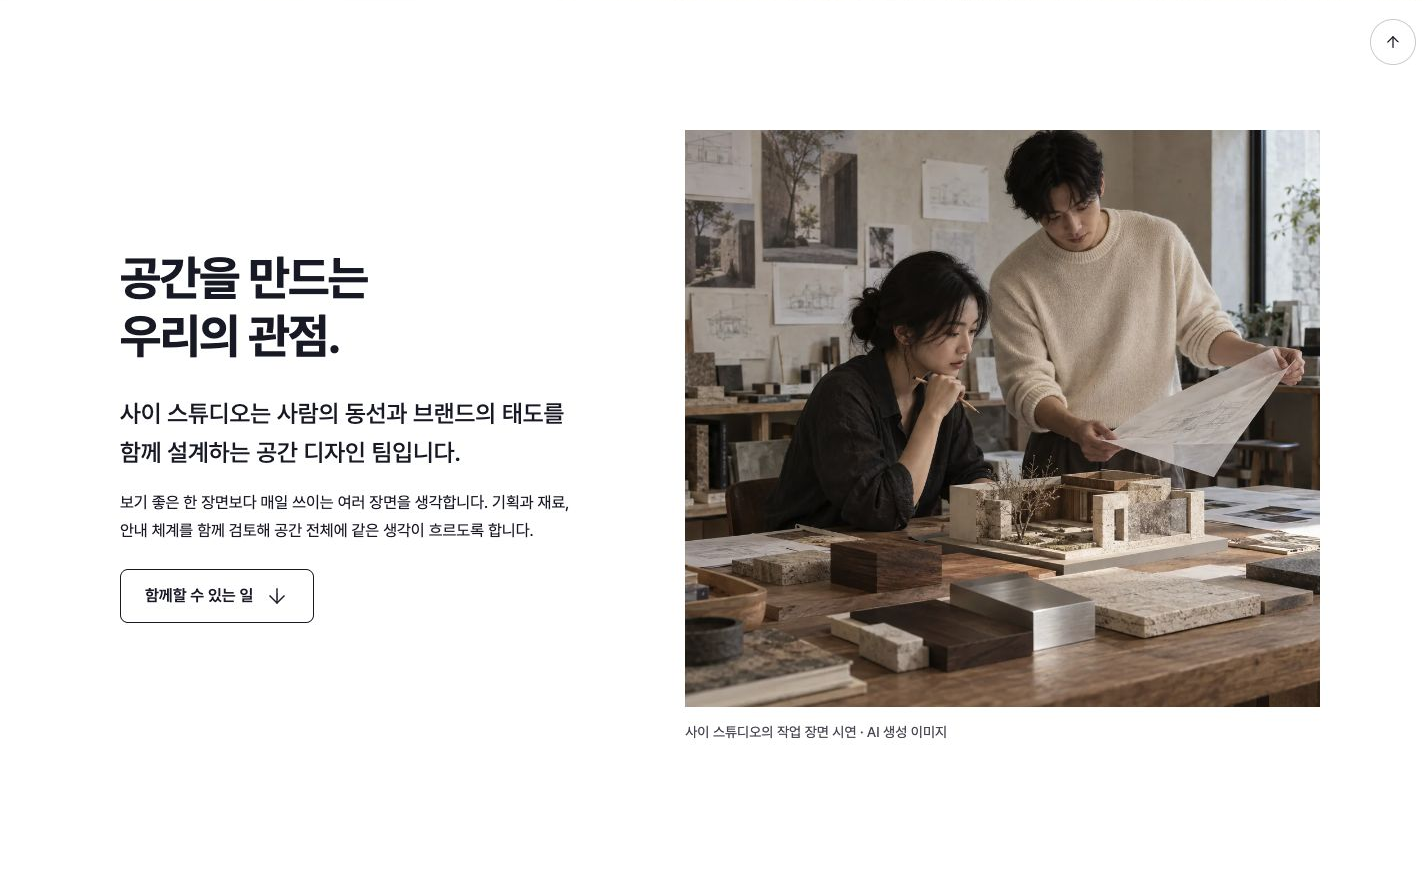 공간을 만드는
우리의 관점.
사이 스튜디오는 사람의 동선과 브랜드의 태도를
함께 설계하는 공간 디자인 팀입니다.
보기 좋은 한 장면보다 매일 쓰이는 여러 장면을 생각합니다. 기획과 재료,
안내 체계를 함께 검토해 공간 전체에 같은 생각이 흐르도록 합니다.
함께할 수 있는 일
사이 스튜디오의 작업 장면 시연 · AI 생성 이미지